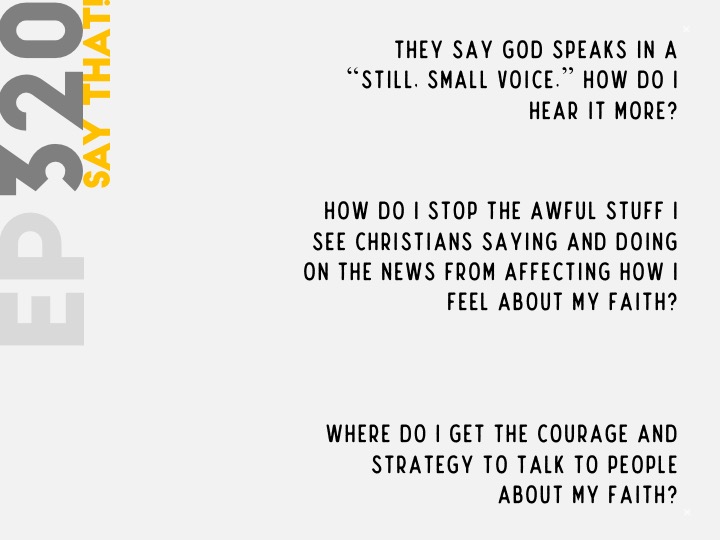 EP 320
SAY THAT!
THEY SAY GOD SPEAKS IN A
“STILL, SMALL VOICE.” HOW DO I
HEAR IT MORE?
HOW DO I STOP THE AWFUL STUFF I
SEE CHRISTIANS SAYING AND DOING
ON THE NEWS FROM AFFECTING HOW I
FEEL ABOUT MY FAITH?
WHERE DO I GET THE COURAGE AND
STRATEGY TO TALK TO PEOPLE
ABOUT MY FAITH?